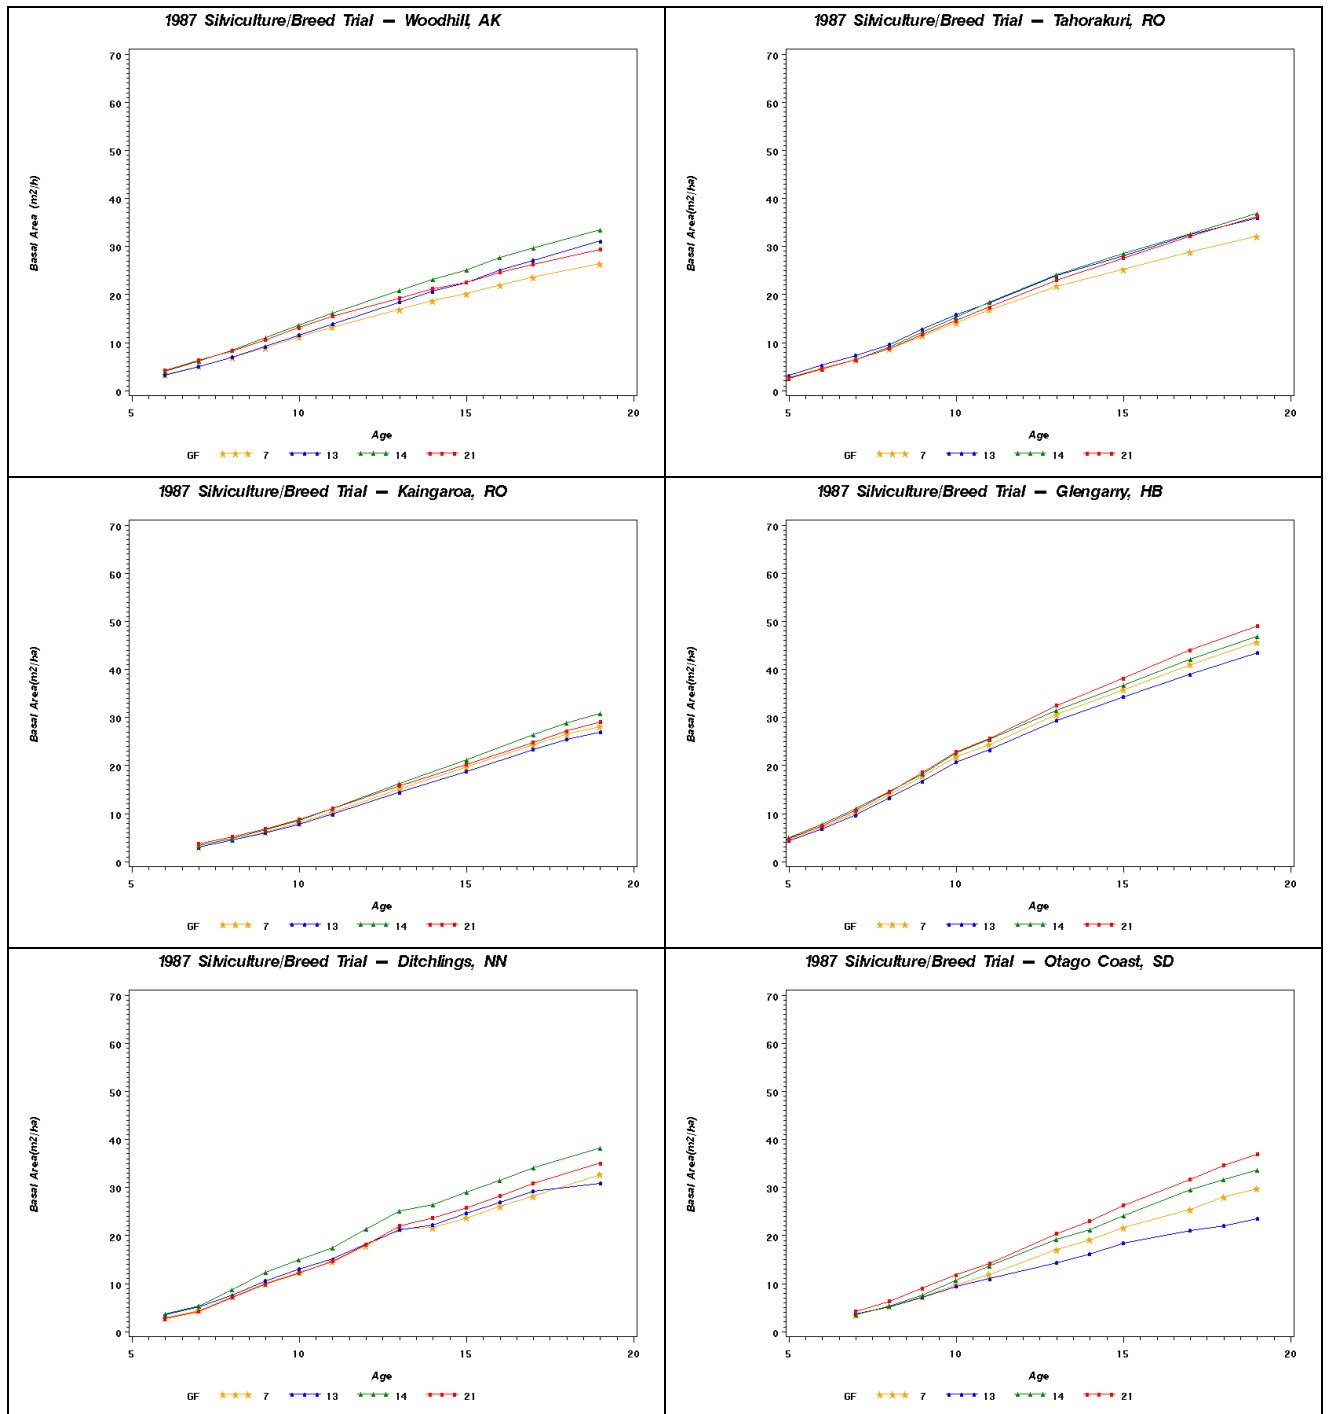 1987 Silviculture/Breed Trial – Woodhill, AK
70
60
50
40
30
20
10
0
Basal Area (m2/h)
5 10 15 20
Age
GF 7 13 14 21
1987 Silviculture/Breed Trial – Tahorakuri, RO
70
60
50
40
30
20
10
0
Basal Area(m2/ha)
5 10 15 20
Age
GF 7 13 14 21
1987 Silviculture/Breed Trial – Kaingaroa, RO
70
60
50
40
30
20
10
0
Basal Area(m2/ha)
5 10 15 20
Age
GF 7 13 14 21
1987 Silviculture/Breed Trial – Glengarry, HB
70
60
50
40
30
20
10
0
Basal Area(m2/ha)
5 10 15 20
Age
GF 7 13 14 21
1987 Silviculture/Breed Trial – Ditchlings, NN
70
60
50
40
30
20
10
0
Basal Area(m2/ha)
5 10 15 20
Age
GF 7 13 14 21
1987 Silviculture/Breed Trial – Otago Coast, SD
70
60
50
40
30
20
10
0
Basal Area(m2/ha)
5 10 15 20
Age
GF 7 13 14 21